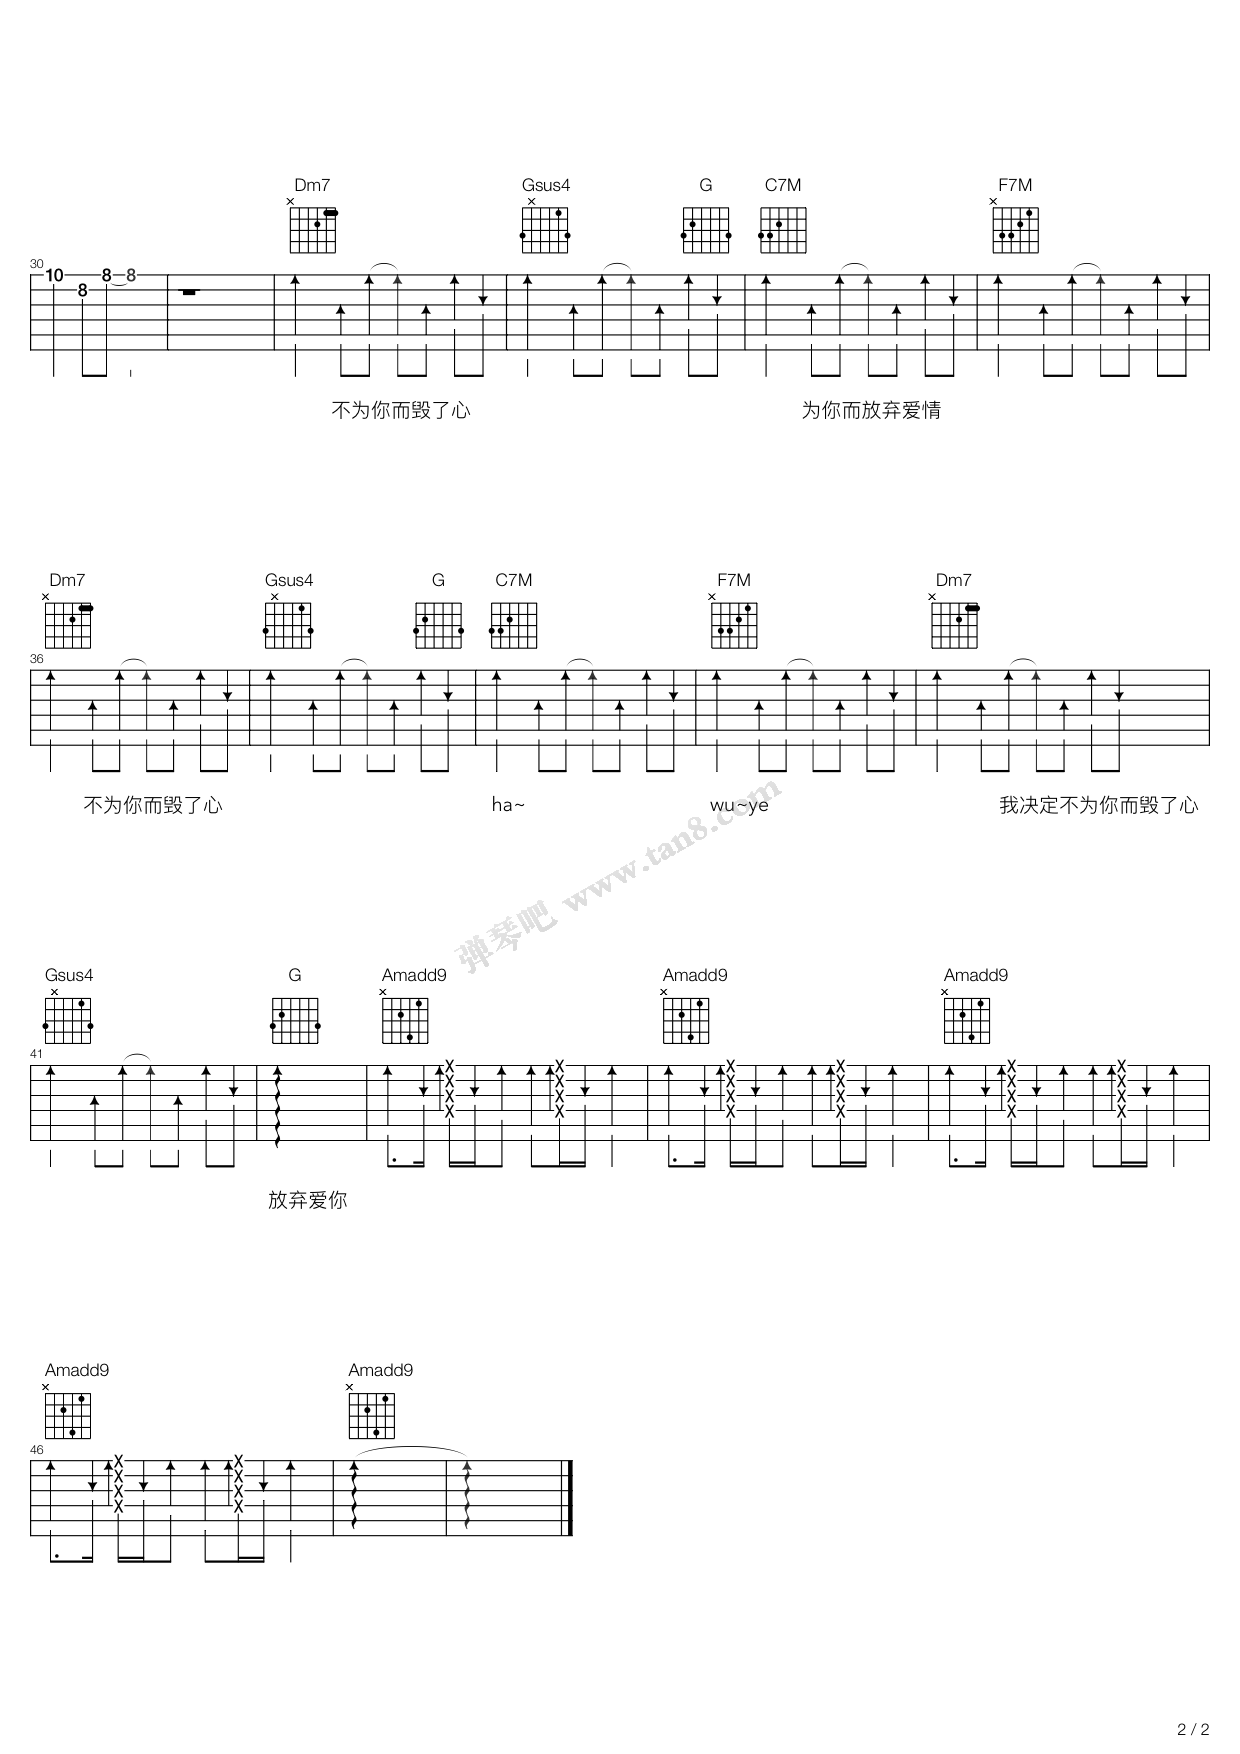 Dm7 Gsus4 G C7M F7M
× × ×
30
10 8 8 8
不为你而毁了心 为你而放弃爱情
Dm7 Gsus4 G C7M F7M Dm7
× × × ×
36
不为你而毁了心 ha~ wu~ye 我决定不为你而毁了心
弹琴吧 www.tan8.com
Gsus4 G Amadd9 Amadd9 Amadd9
× × × ×
41
X X X X X X
X X X X X X
X X X X X X
X X X X X X
放弃爱你
Amadd9 Amadd9
× ×
46
X X
X X
X X
X X
2 / 2